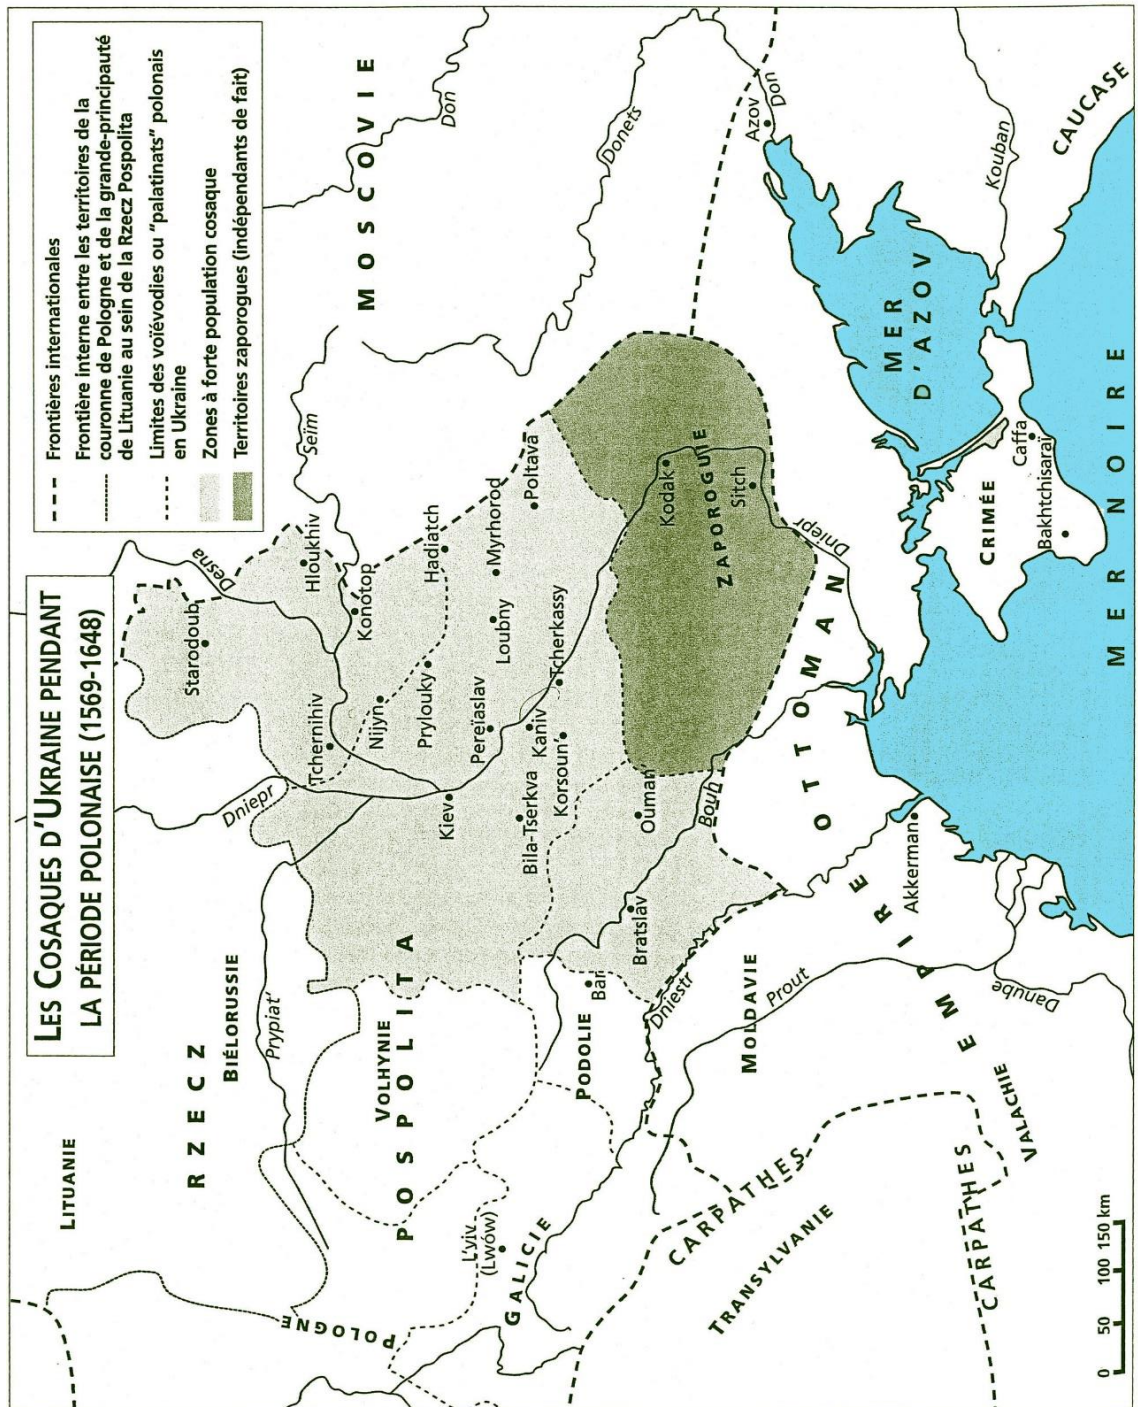 LES COSAQUES D'UKRAINE PENDANT
LA PÉRIODE POLONAISE (1569-1648)
Frontières internationales
Frontière interne entre les territoires de la
couronne de Pologne et de la grande-principauté
de Lituanie au sein de la Rzecz Pospolita
Limites des voïévodies ou "palatinats" polonais
en Ukraine
Zones à forte population cosaque
Territoires zaporogues (indépendants de fait)
LITUANIE
RZECZ
POSPOLITA
BIÉLORUSSIE
Prypiat'
VOLHYNIE
POLOGNE
L'viv
(Lwów)
GALICIE
PODOLIE
Bar
Bratslav
Dniestr
MOLDAVIE
Prout
CARPATHES
TRANSYLVANIE
CARPATHES
VALACHIE
Danube
EMPIRE OTTOMAN
Akkerman
Starodoub
Desna
Hloukhiv
Seïm
Konotop
Tchernihiv
Dniepr
Nijyn
Prylouky
Hadiatch
Myrhorod
Poltava
Loubny
Kiev
Pereïaslav
Kaniv
Tcherkassy
Bila-Tserkva
Korsoun'
Ouman'
Bouh
ZAPOROGUIE
Kodak
Sitch
Dniepr
MOSCOVIE
Don
Donets
Azov
Don
MER
D'AZOV
Kouban
CAUCASE
CRIMÉE
Caffa
Bakhtchisaraï
MER NOIRE
0 50 100 150 km